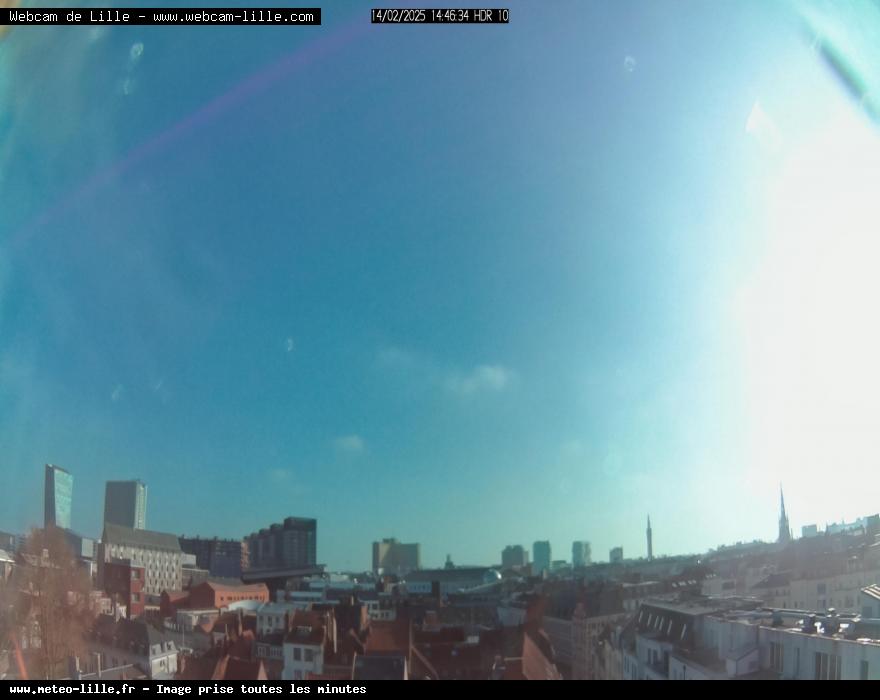 Webcam de Lille - www.webcam-lille.com
14/02/2025 14:46:34 HDR 10
www.meteo-lille.fr - Image prise toutes les minutes